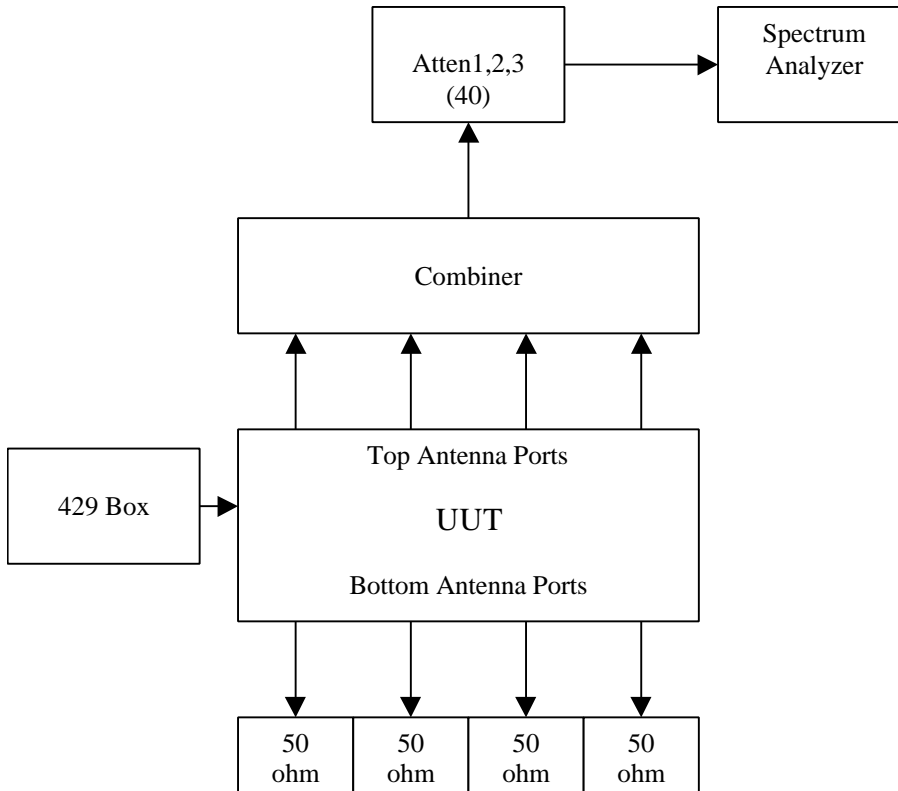 Atten1,2,3
(40)
Spectrum
Analyzer
Combiner
Top Antenna Ports
429 Box
UUT
Bottom Antenna Ports
50
ohm
50
ohm
50
ohm
50
ohm